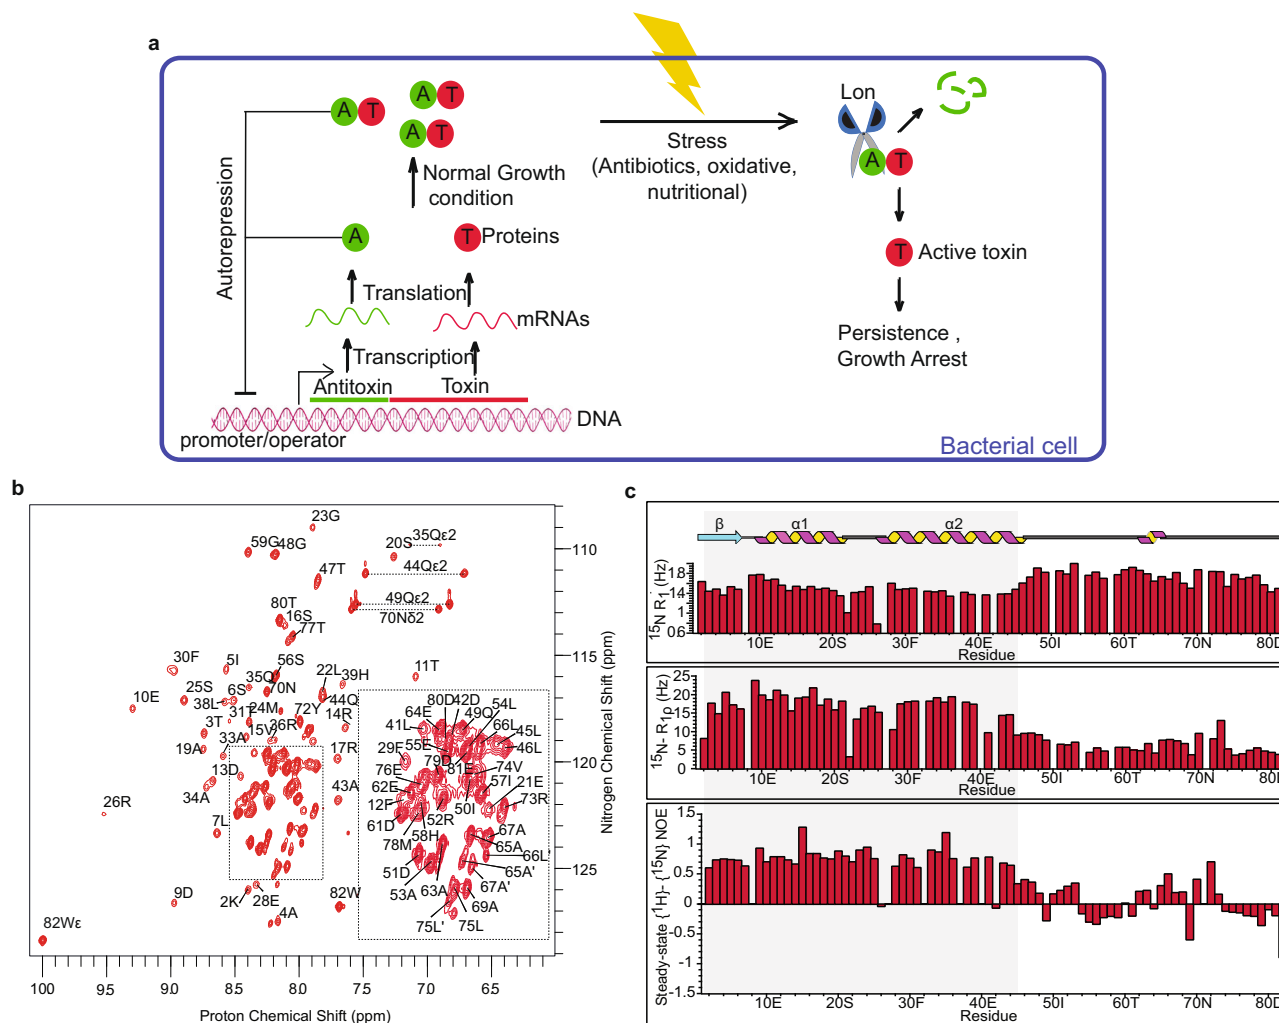 a
Lon
A T
A T
A T
A T
Stress
(Antibiotics, oxidative,
nutritional)
Normal Growth
condition
Autorepression
A
T Proteins
T Active toxin
Translation
mRNAs
Persistence ,
Growth Arrest
Transcription
Antitoxin
Toxin
DNA
promoter/operator
Bacterial cell
b
23G
59G
48G
20S
35Qε2
44Qε2
47T
49Qε2
70Nδ2
80T
16S
77T
30F
5I
35Q
56S
22L
39H
11T
10E
25S
38L
6S
70N
44Q
24M
72Y
14R
3T
31T
15V
36R
19A
33A
17R
13D
34A
43A
26R
7L
9D
2K
28E
4A
82W
82Wε
80D
42D
54L
64E
49Q
41L
66L
45L
46L
29F
55E
79D
81E
74V
76E
57I
62E
21E
12F
50I
73R
61D
52R
58H
67A
78M
65A
66L'
51D
65A'
53A
63A
67A'
69A
75L'
75L
110
115
120
125
Nitrogen Chemical Shift (ppm)
100 9.5 9.0 8.5 8.0 7.5 7.0 6.5
Proton Chemical Shift (ppm)
c
β
α1
α2
15N R1 (Hz)
1.8
1.4
1
0 6
10E 20S 30F 40E 50I 60T 70N 80D
Residue
15N- R1ρ (Hz)
25
20
15
10
5
0
10E 20S 30F 40E 50I 60T 70N 80D
Residue
Steady-state {1H}- {15N} NOE
1.5
1
0.5
0
-0.5
-1
-1.5
10E 20S 30F 40E 50I 60T 70N 80D
Residue